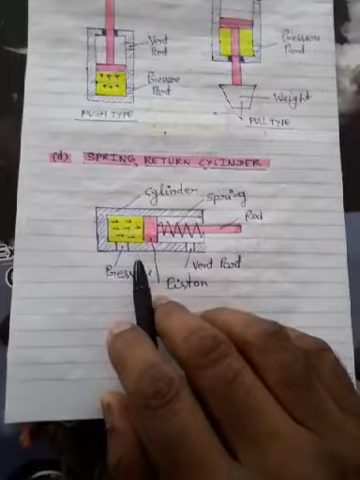 Vent
Port
Pressure
Port
PUSH TYPE
Pressure
Port
Weight
PULL TYPE
(d) SPRING RETURN CYLINDER
Cylinder
Spring
Rod
Vent Port
Piston